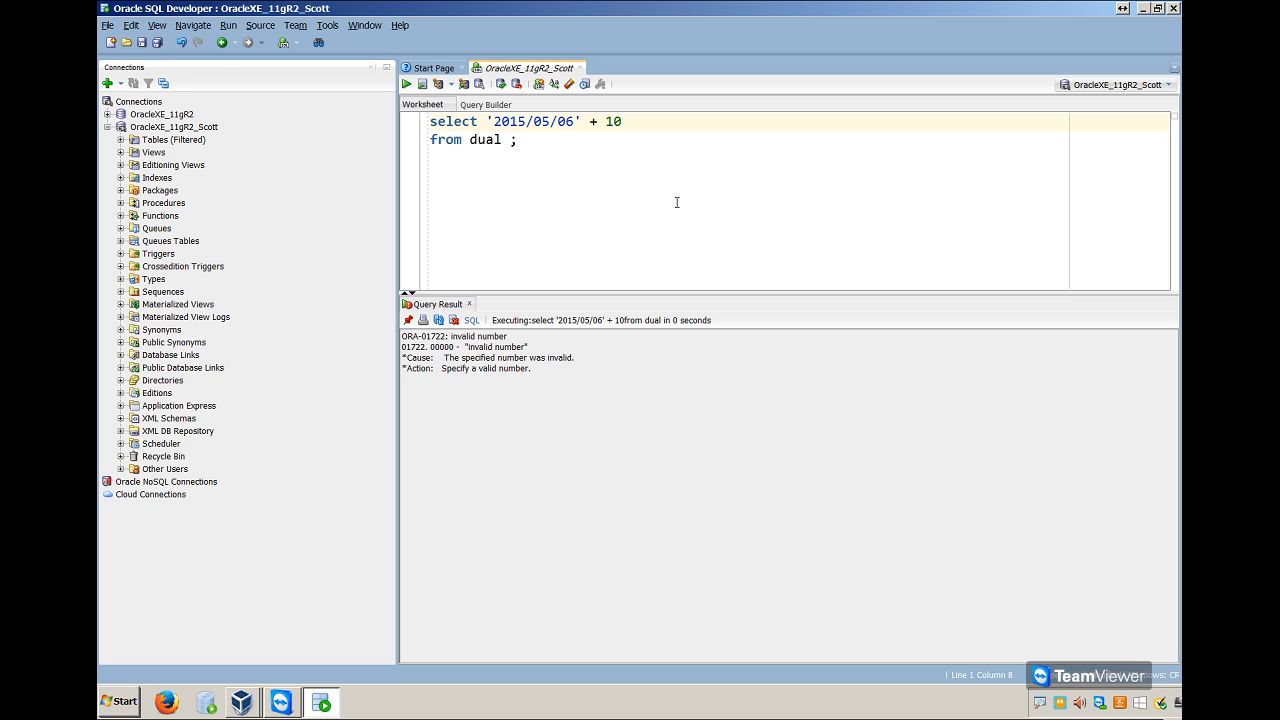 Oracle SQL Developer : OracleXE_11gR2_Scott
File Edit View Navigate Run Source Team Tools Window Help
Connections
Connections
OracleXE_11gR2
OracleXE_11gR2_Scott
Tables (Filtered)
Views
Editioning Views
Indexes
Packages
Procedures
Functions
Queues
Queues Tables
Triggers
Crossedition Triggers
Types
Sequences
Materialized Views
Materialized View Logs
Synonyms
Public Synonyms
Database Links
Public Database Links
Directories
Editions
Application Express
XML Schemas
XML DB Repository
Scheduler
Recycle Bin
Other Users
Oracle NoSQL Connections
Cloud Connections
Start Page OracleXE_11gR2_Scott
OracleXE_11gR2_Scott
Worksheet Query Builder
select '2015/05/06' + 10
from dual ;
Query Result
SQL | Executing:select '2015/05/06' + 10from dual in 0 seconds
ORA-01722: invalid number
01722. 00000 - "invalid number"
*Cause: The specified number was invalid.
*Action: Specify a valid number.
Line 1 Column 8
TeamViewer
Start